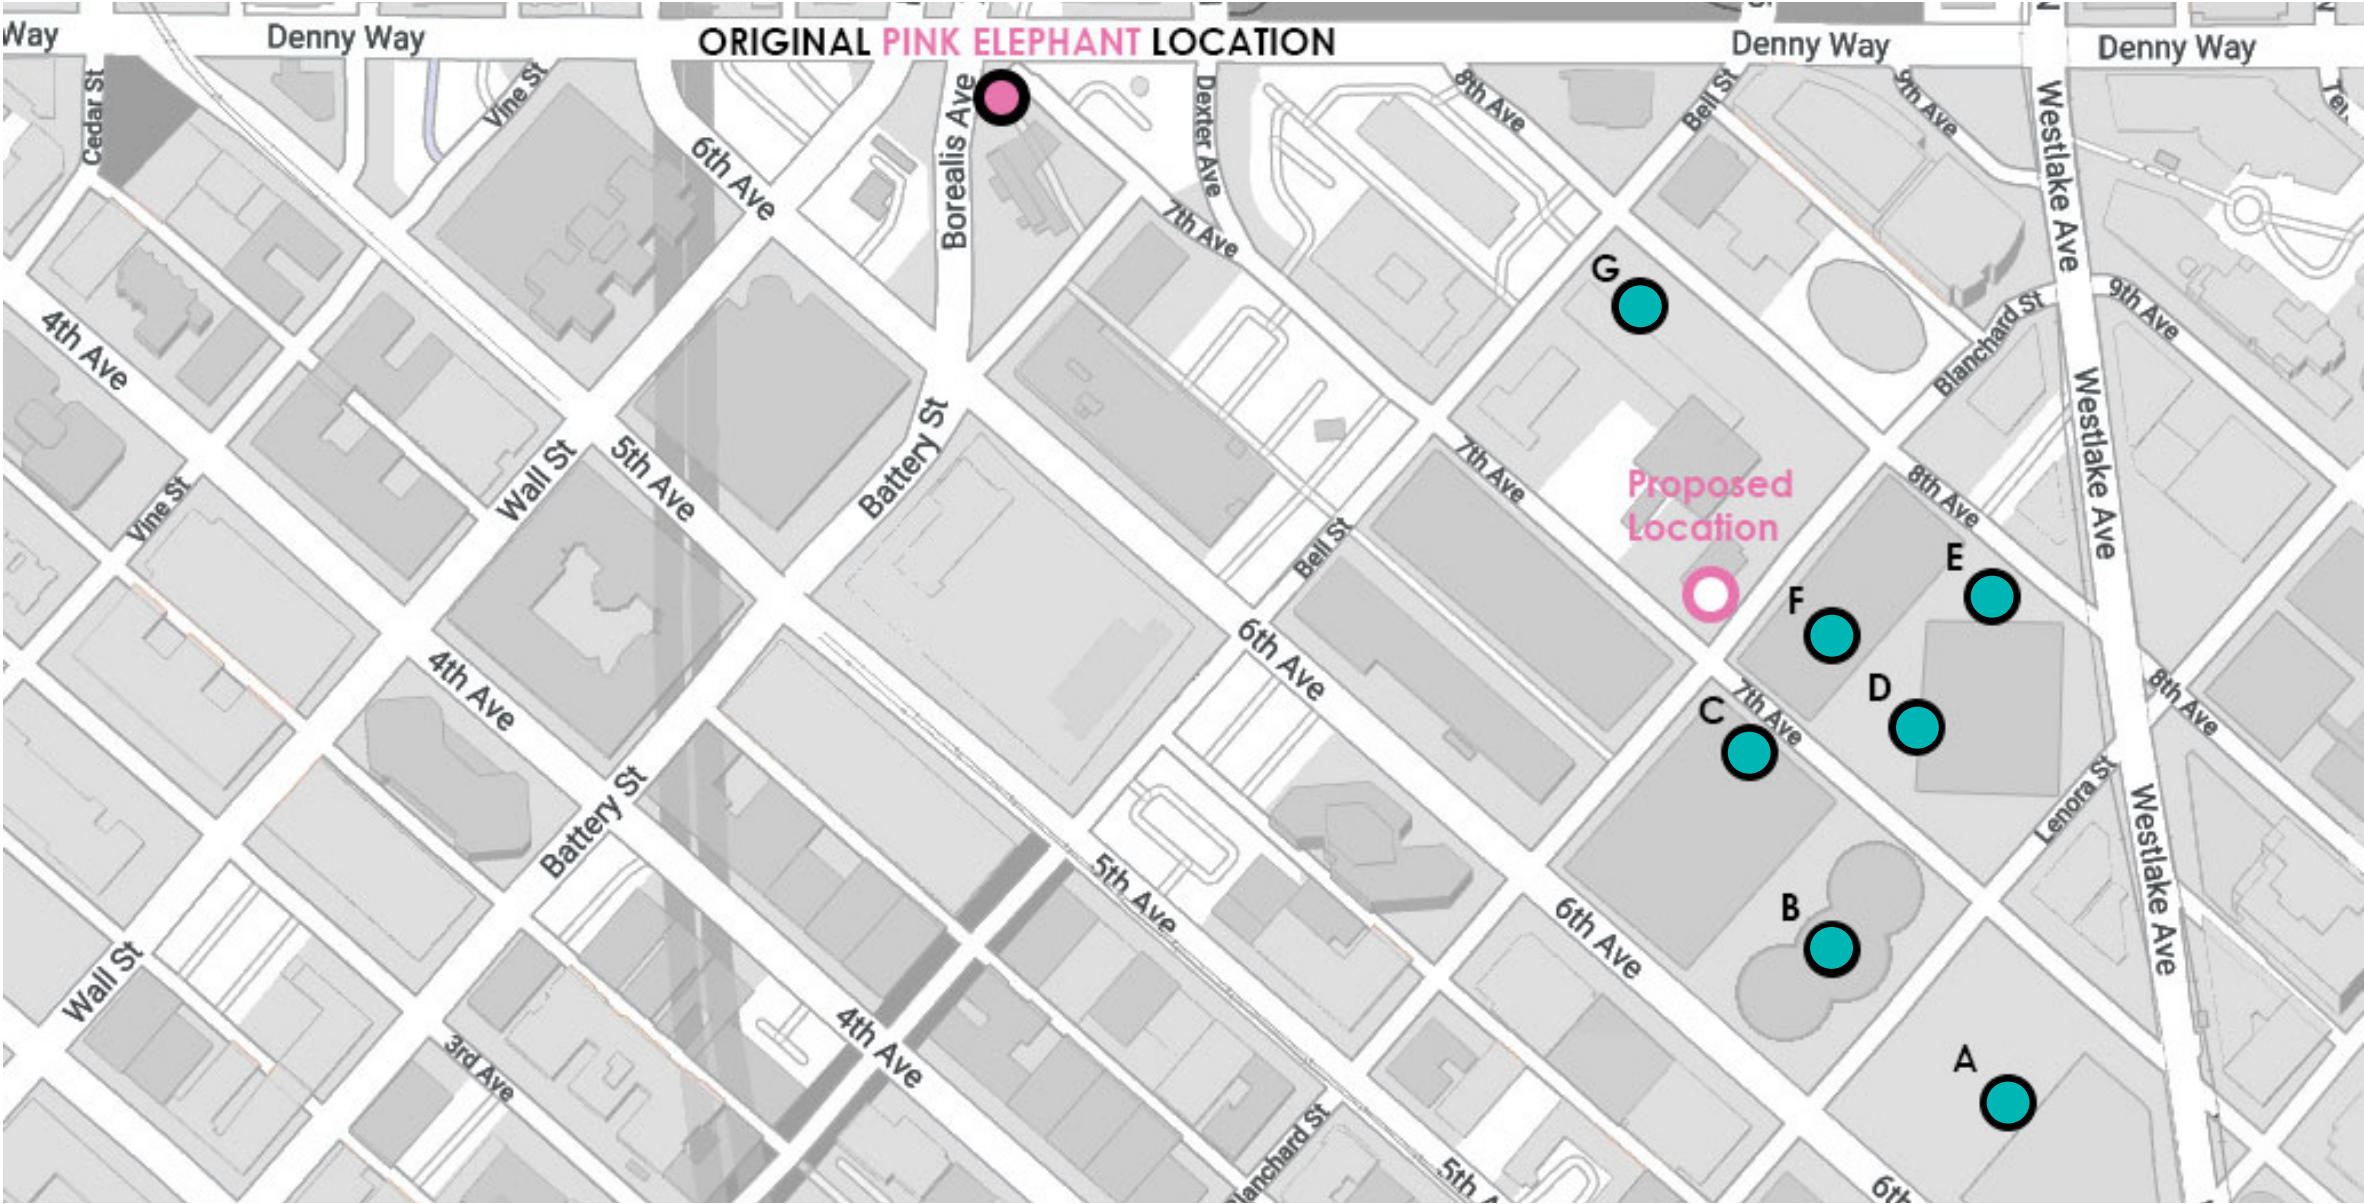 Way
Denny Way
ORIGINAL PINK ELEPHANT LOCATION
Denny Way
Denny Way
Cedar St
Vine St
6th Ave
Borealis Ave
Dexter Ave
7th Ave
8th Ave
Bell St
9th Ave
Westlake Ave
G
4th Ave
Blanchard St
9th Ave
Westlake Ave
Vine St
Wall St
5th Ave
Battery St
7th Ave
Proposed
Location
8th Ave
Bell St
E
F
6th Ave
4th Ave
D
C
7th Ave
8th Ave
Battery St
Lenora St
Westlake Ave
5th Ave
B
6th Ave
Wall St
3rd Ave
4th Ave
A
Blanchard St
5th A
6th